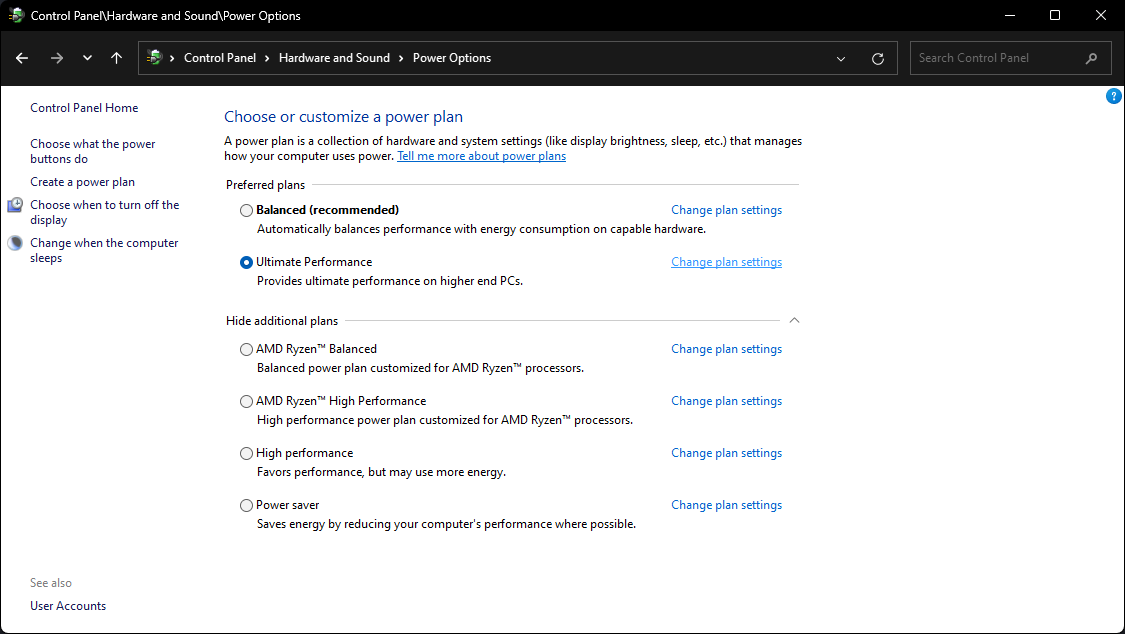 Control Panel\Hardware and Sound\Power Options
Control Panel
Hardware and Sound
Power Options
Search Control Panel
Control Panel Home
Choose what the power
buttons do
Create a power plan
Choose when to turn off the
display
Change when the computer
sleeps
See also
User Accounts
?
Choose or customize a power plan
A power plan is a collection of hardware and system settings (like display brightness, sleep, etc.) that manages
how your computer uses power. Tell me more about power plans
Preferred plans
Balanced (recommended) Change plan settings
Automatically balances performance with energy consumption on capable hardware.
Ultimate Performance Change plan settings
Provides ultimate performance on higher end PCs.
Hide additional plans
AMD Ryzen™ Balanced Change plan settings
Balanced power plan customized for AMD Ryzen™ processors.
AMD Ryzen™ High Performance Change plan settings
High performance power plan customized for AMD Ryzen™ processors.
High performance Change plan settings
Favors performance, but may use more energy.
Power saver Change plan settings
Saves energy by reducing your computer's performance where possible.